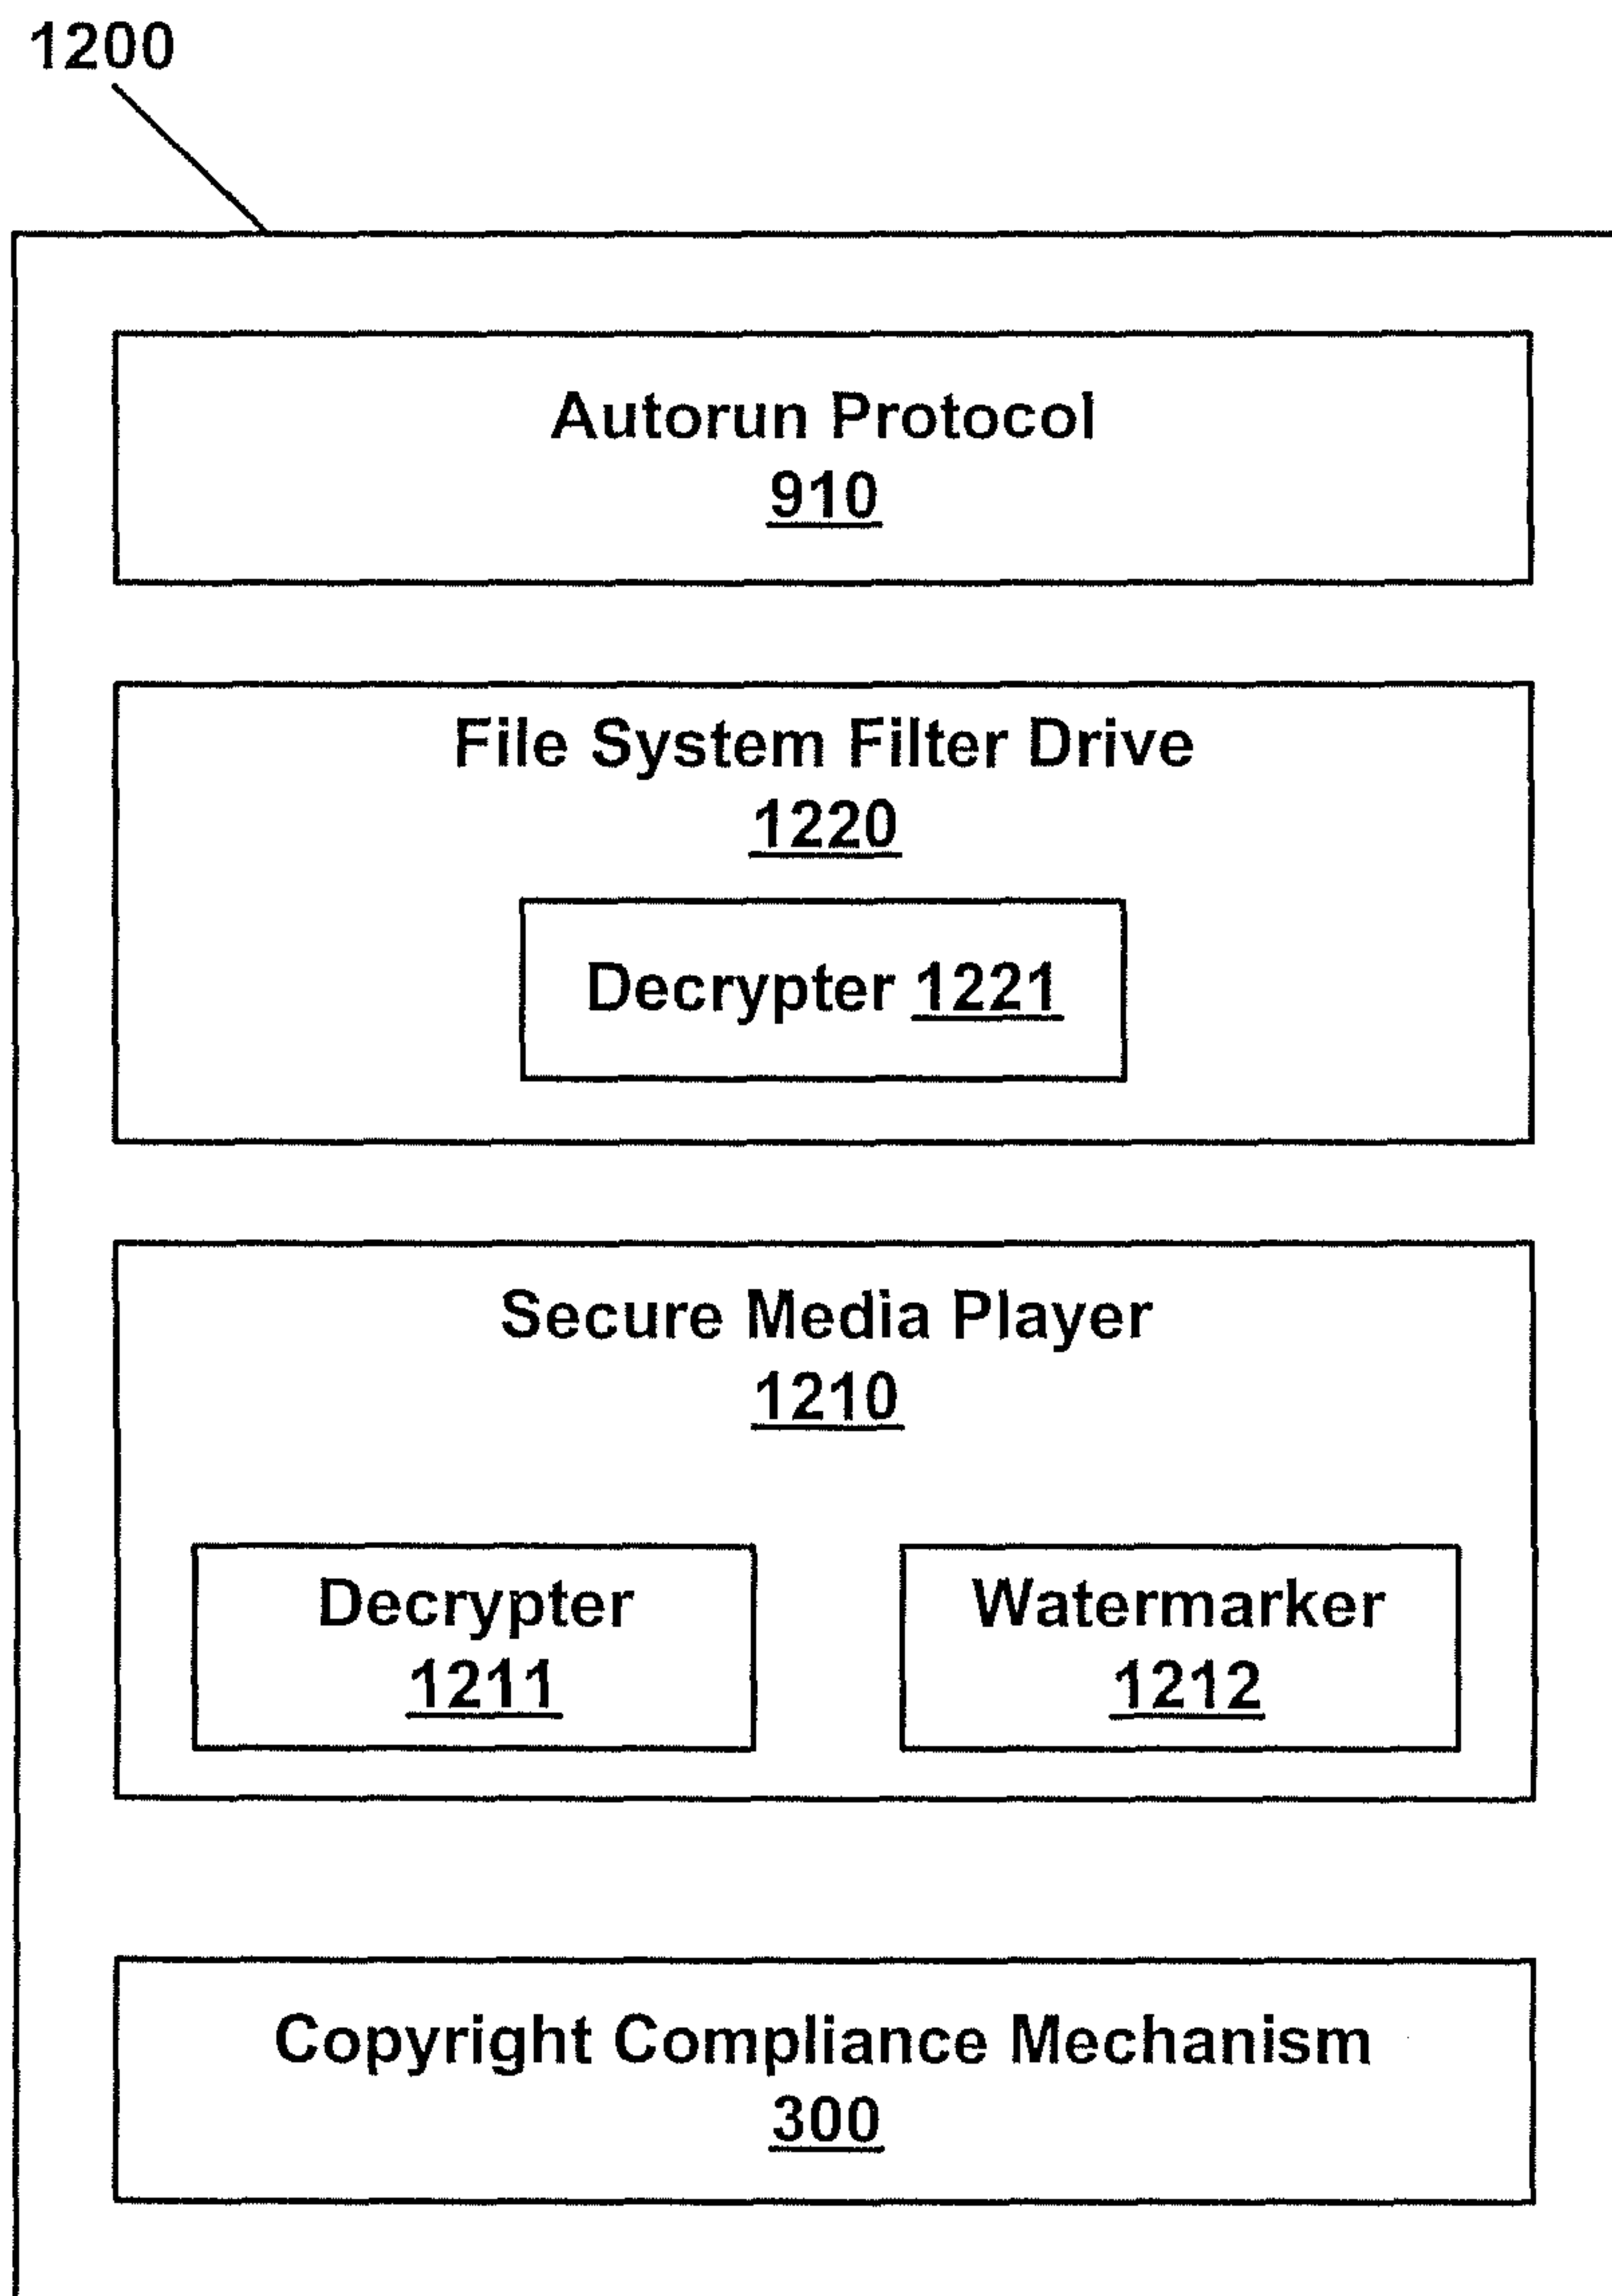 1200
Autorun Protocol
910
File System Filter Drive
1220
Decrypter 1221
Secure Media Player
1210
Decrypter
1211
Watermarker
1212
Copyright Compliance Mechanism
300